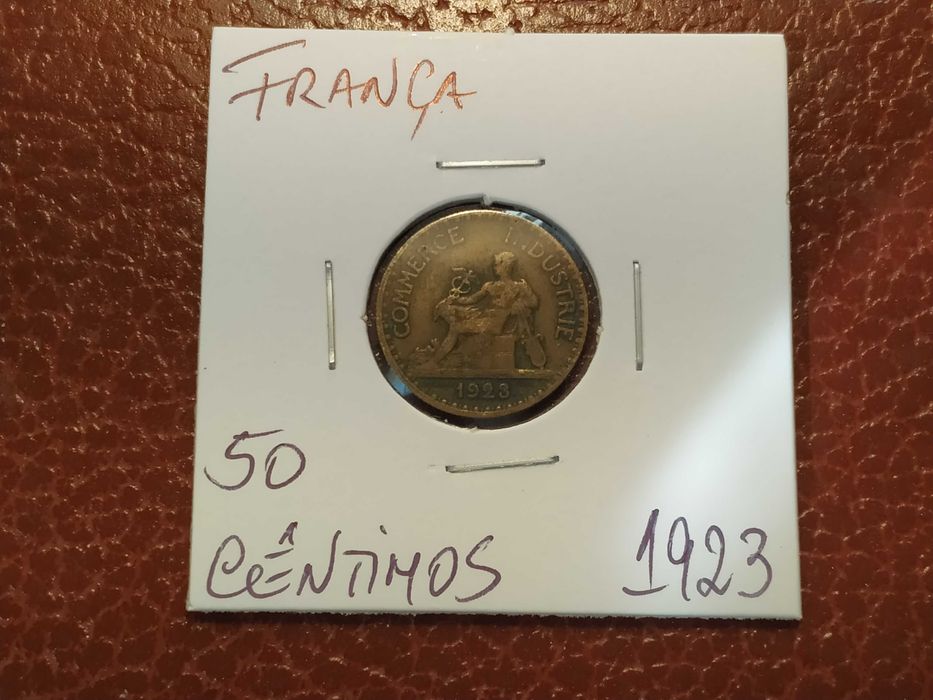 FRANÇA
COMMERCE INDUSTRIE
1923
50
CÊNTIMOS 1923